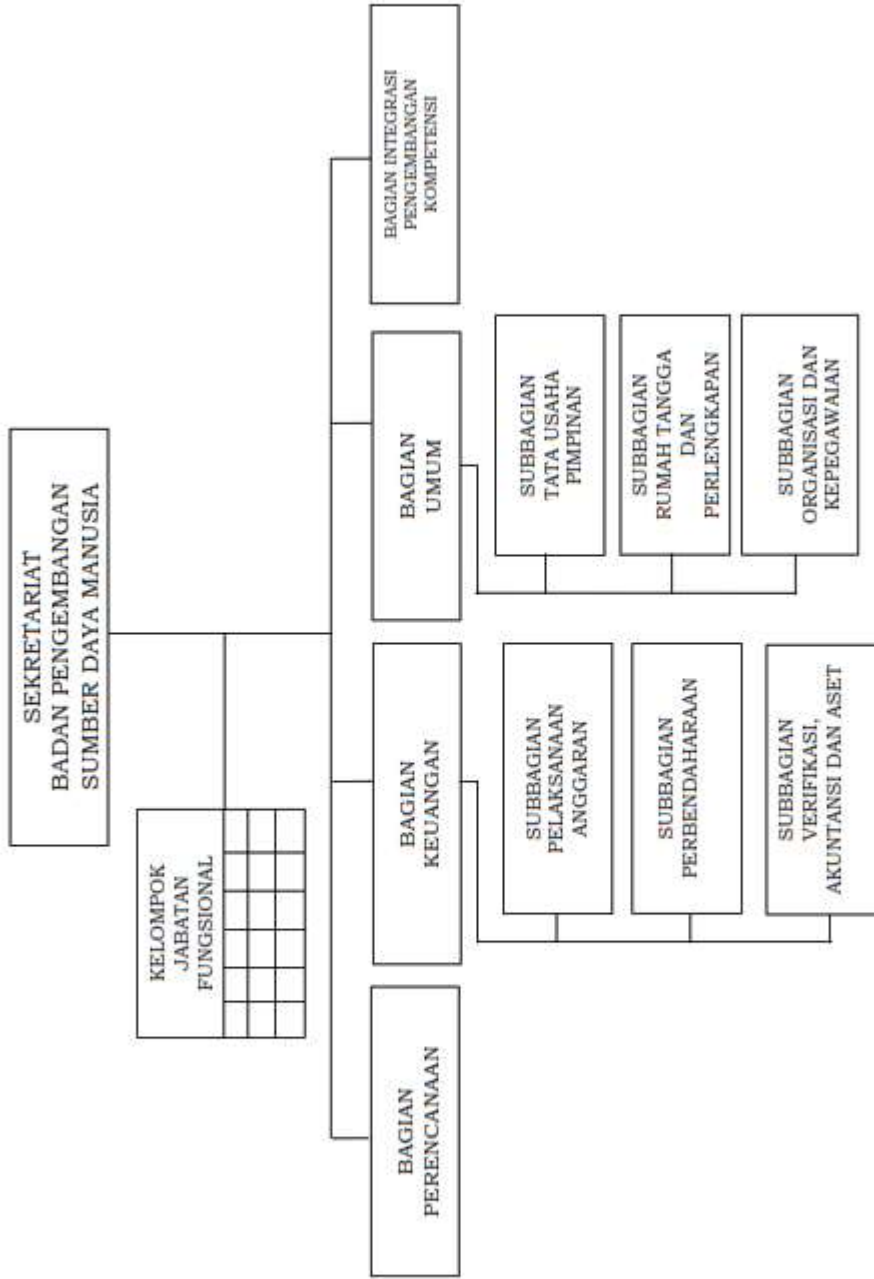 SEKRETARIAT
BADAN PENGEMBANGAN
SUMBER DAYA MANUSIA
KELOMPOK
JABATAN
FUNGSIONAL
BAGIAN
PERENCANAAN
BAGIAN
KEUANGAN
BAGIAN
UMUM
BAGIAN INTEGRASI
PENGEMBANGAN
KOMPETENSI
SUBBAGIAN
PELAKSANAAN
ANGGARAN
SUBBAGIAN
PERBENDAHARAAN
SUBBAGIAN
VERIFIKASI,
AKUNTANSI DAN ASET
SUBBAGIAN
TATA USAHA
PIMPINAN
SUBBAGIAN
RUMAH TANGGA
DAN
PERLENGKAPAN
SUBBAGIAN
ORGANISASI DAN
KEPEGAWAIAN